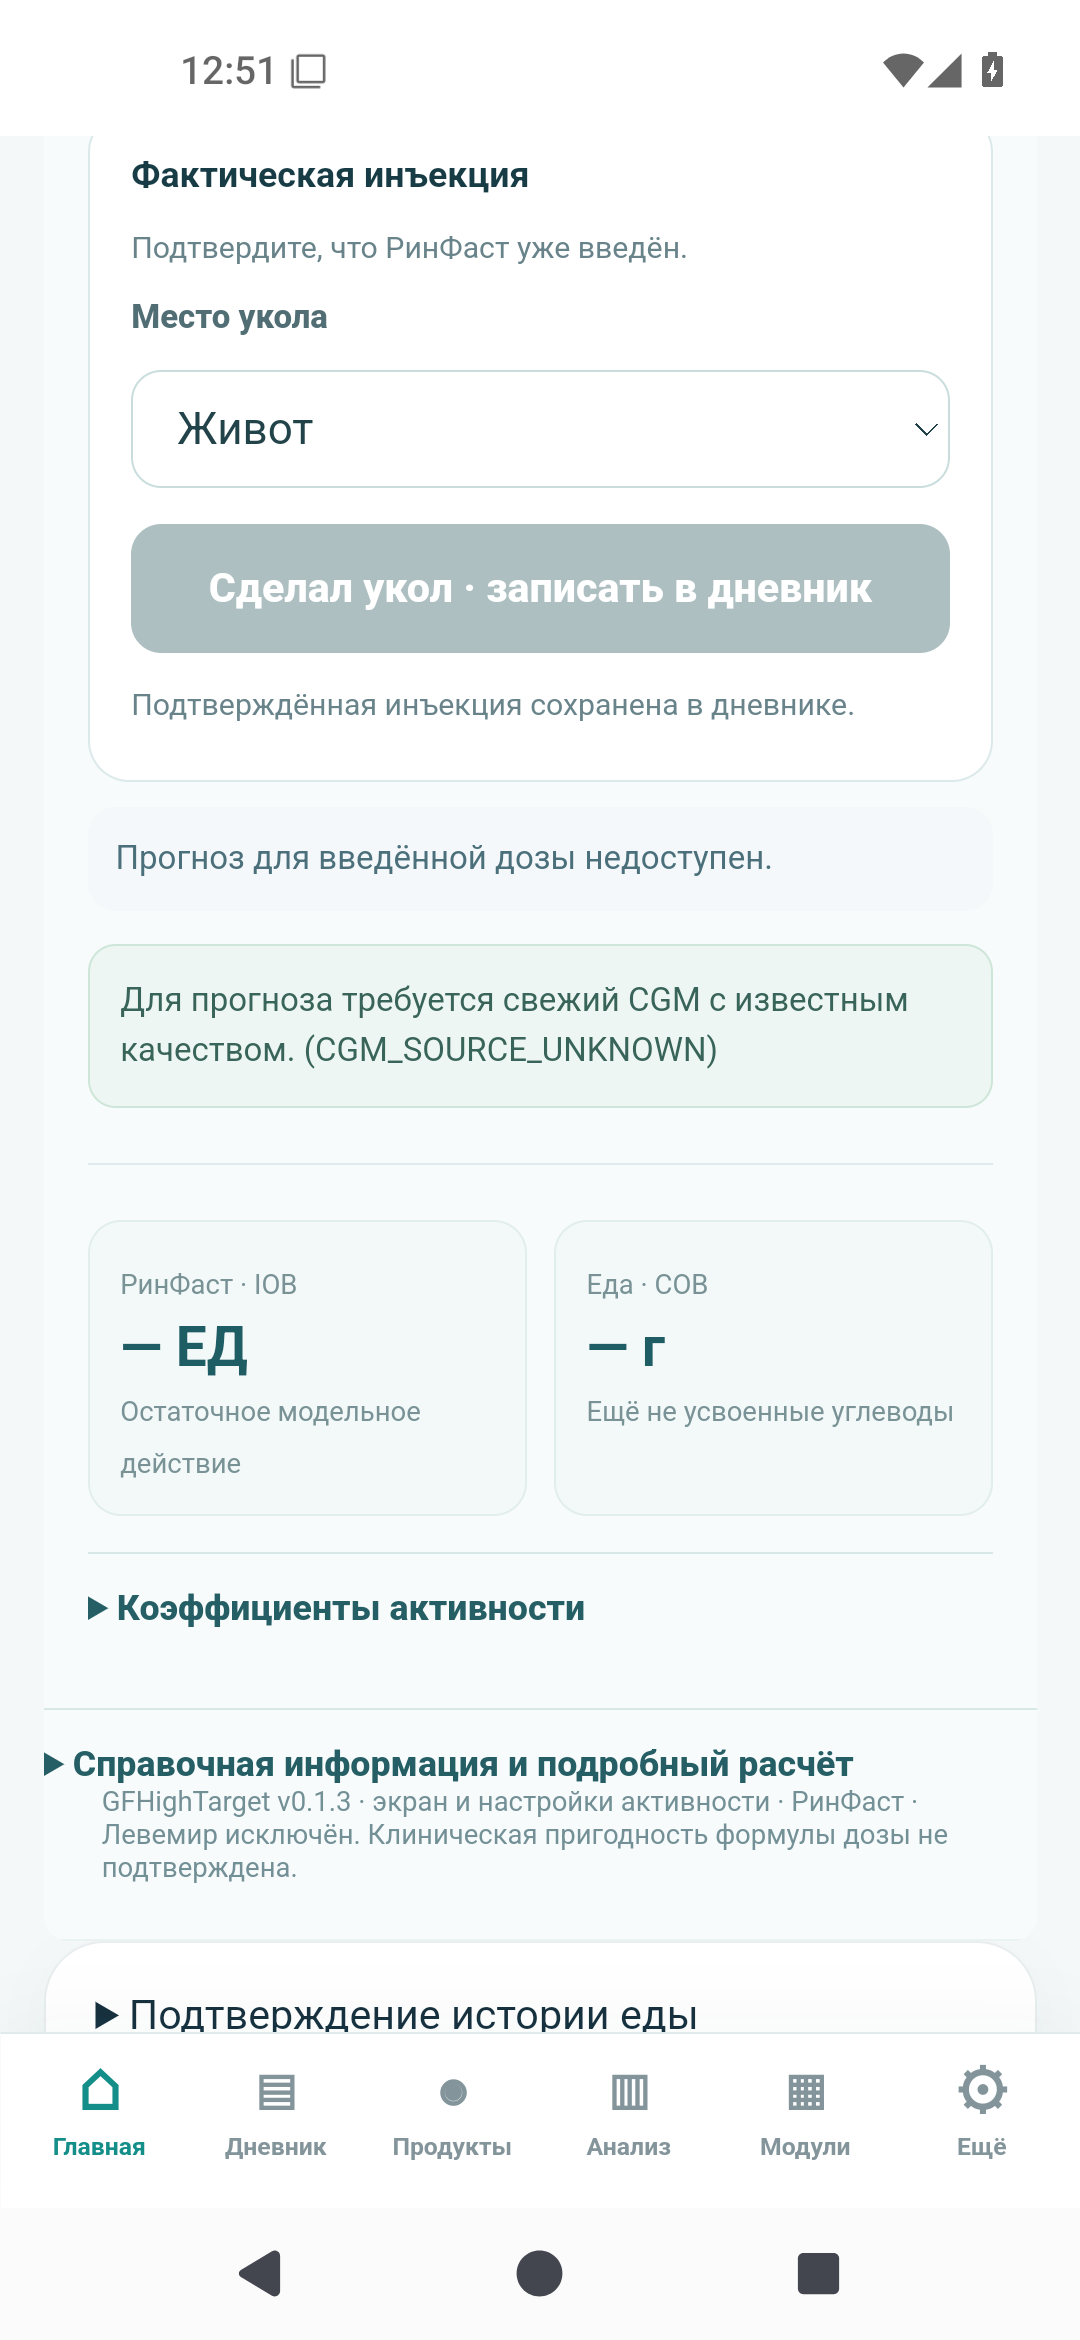 12:51
Фактическая инъекция
Подтвердите, что РинФаст уже введён.
Место укола
Живот
Сделал укол · записать в дневник
Подтверждённая инъекция сохранена в дневнике.
Прогноз для введённой дозы недоступен.
Для прогноза требуется свежий CGM с известным
качеством. (CGM_SOURCE_UNKNOWN)
РинФаст · IOB
— ЕД
Остаточное модельное
действие
Еда · COB
— г
Ещё не усвоенные углеводы
Коэффициенты активности
Справочная информация и подробный расчёт
GFHighTarget v0.1.3 · экран и настройки активности · РинФаст ·
Левемир исключён. Клиническая пригодность формулы дозы не
подтверждена.
Подтверждение истории еды
Главная
Дневник
Продукты
Анализ
Модули
Ещё